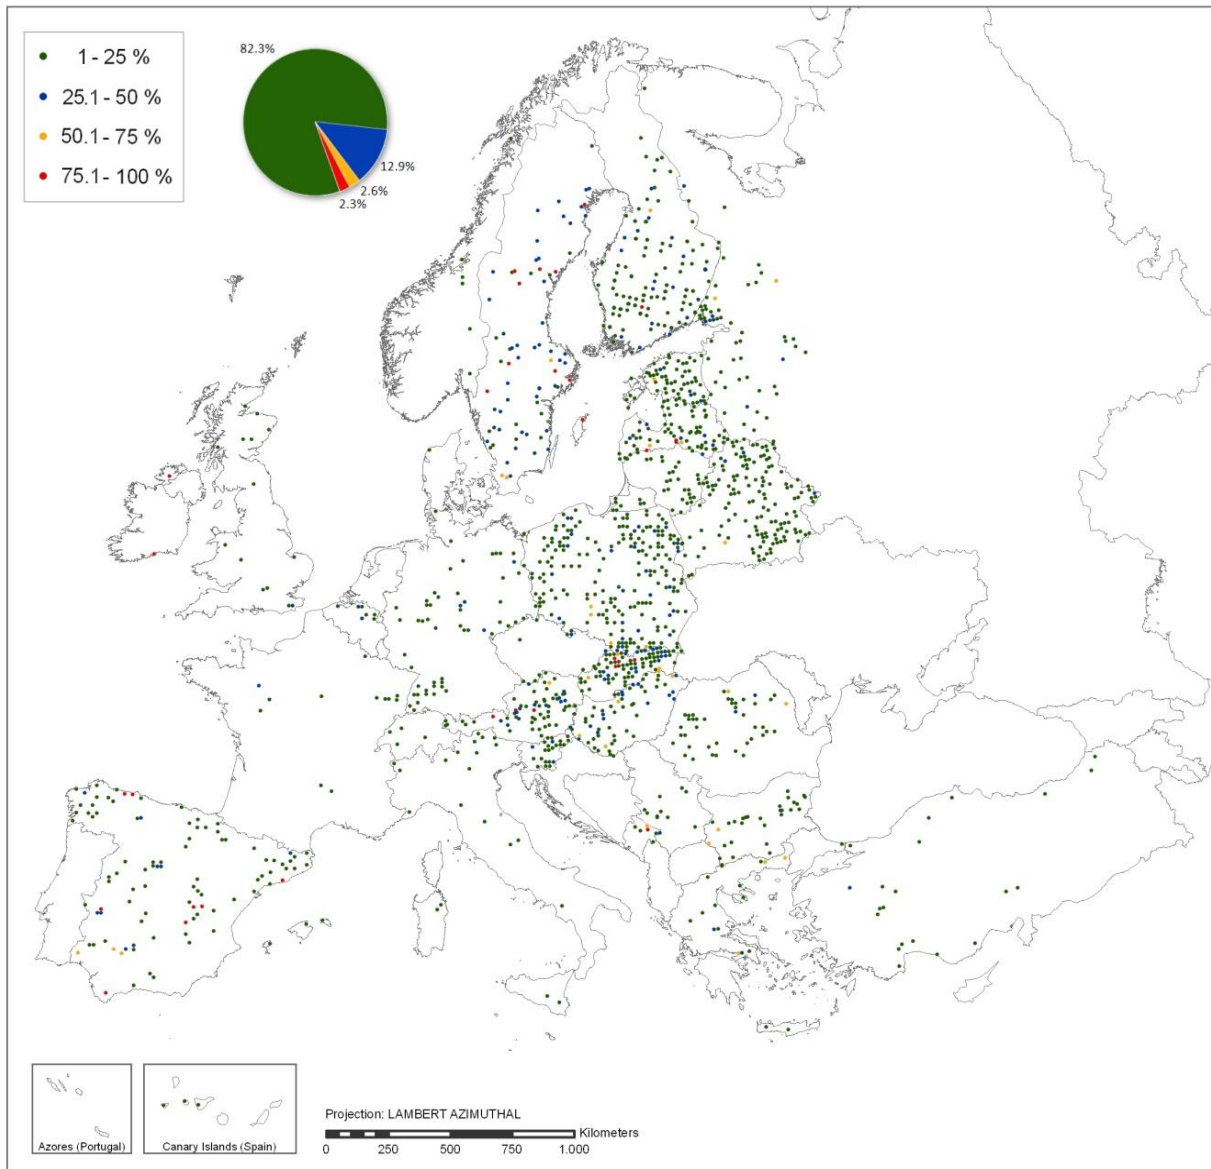 1 - 25 %
25.1 - 50 %
50.1 - 75 %
75.1 - 100 %
82.3%
12.9%
2.6%
2.3%
Azores (Portugal)
Canary Islands (Spain)
Projection: LAMBERT AZIMUTHAL
Kilometers
0 250 500 750 1.000